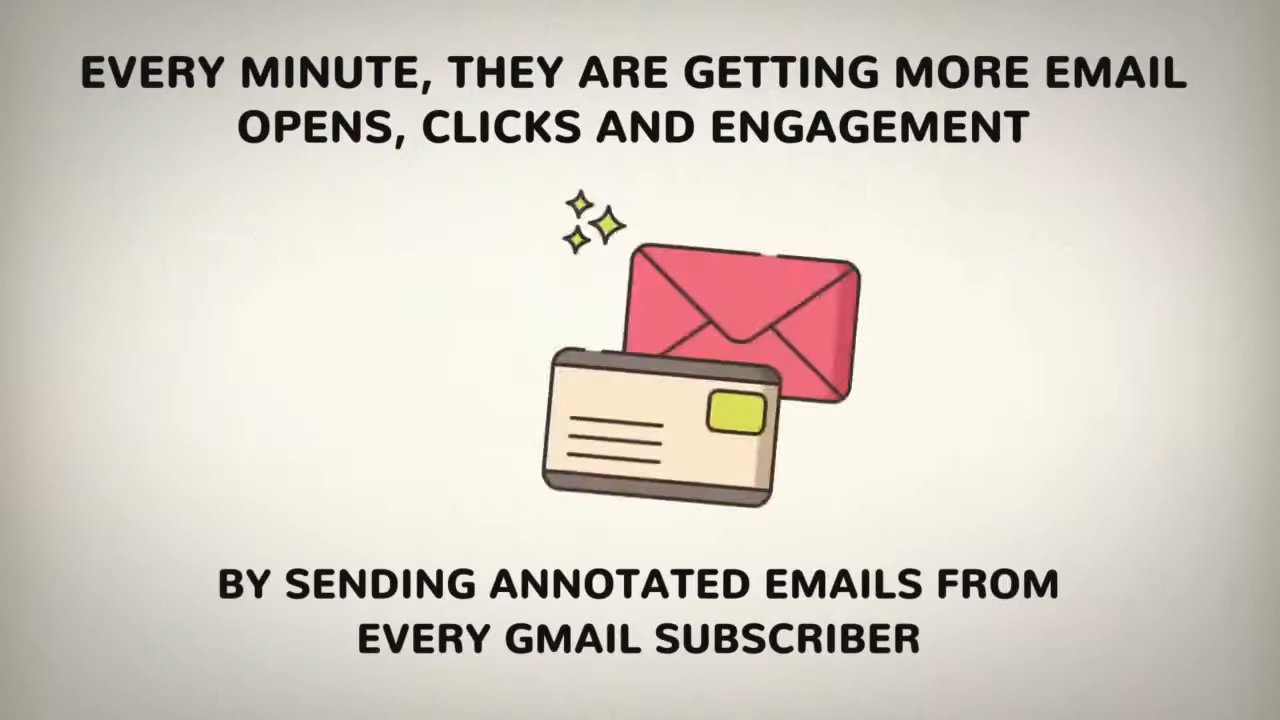 EVERY MINUTE, THEY ARE GETTING MORE EMAIL
OPENS, CLICKS AND ENGAGEMENT
BY SENDING ANNOTATED EMAILS FROM
EVERY GMAIL SUBSCRIBER